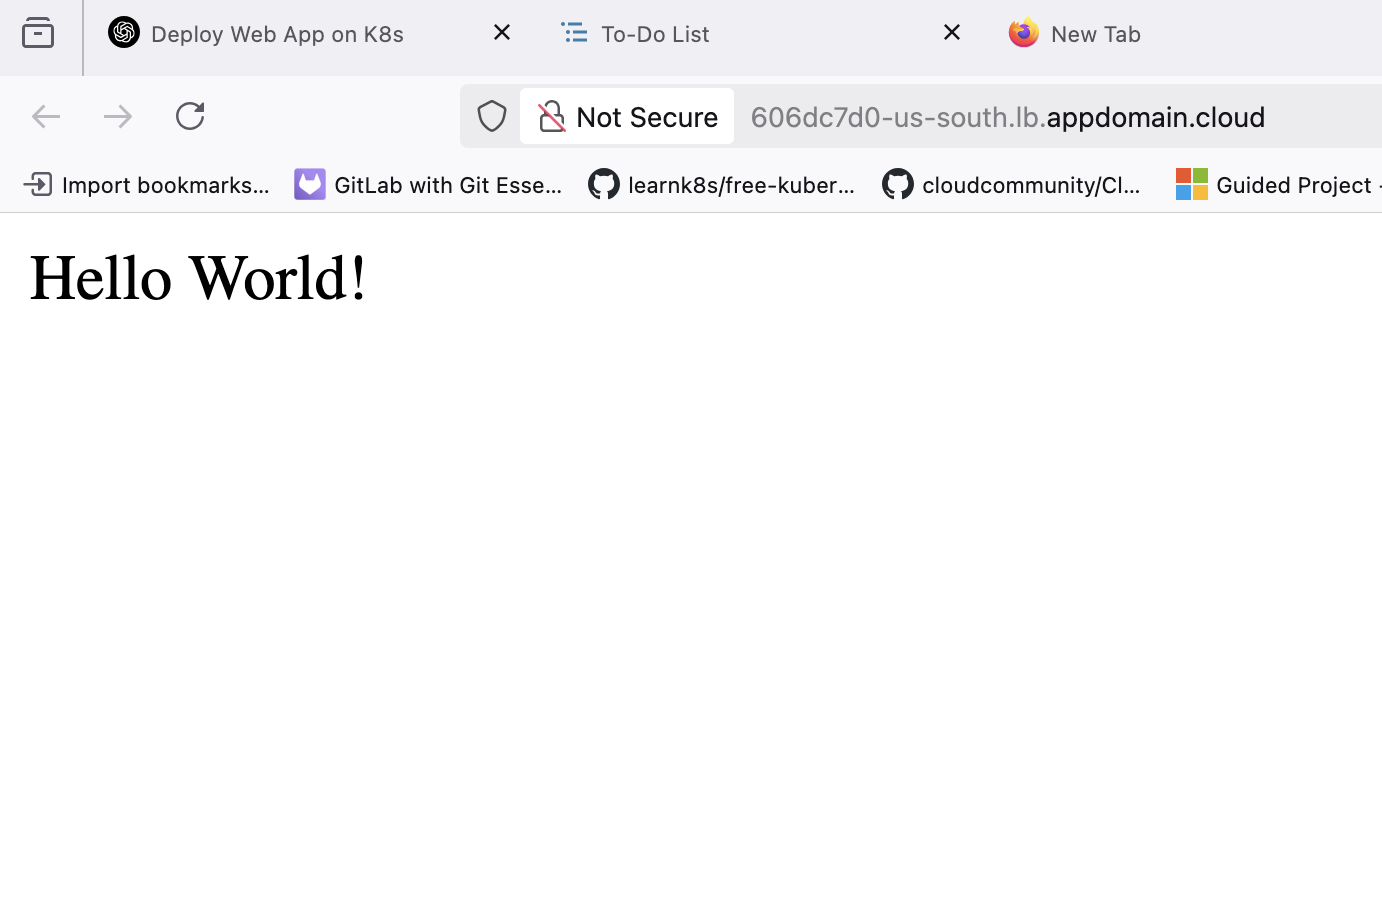 Deploy Web App on K8s
To-Do List
New Tab
Not Secure 606dc7d0-us-south.lb.appdomain.cloud
Import bookmarks... GitLab with Git Esse... learnk8s/free-kuber... cloudcommunity/Cl... Guided Project -
Hello World!